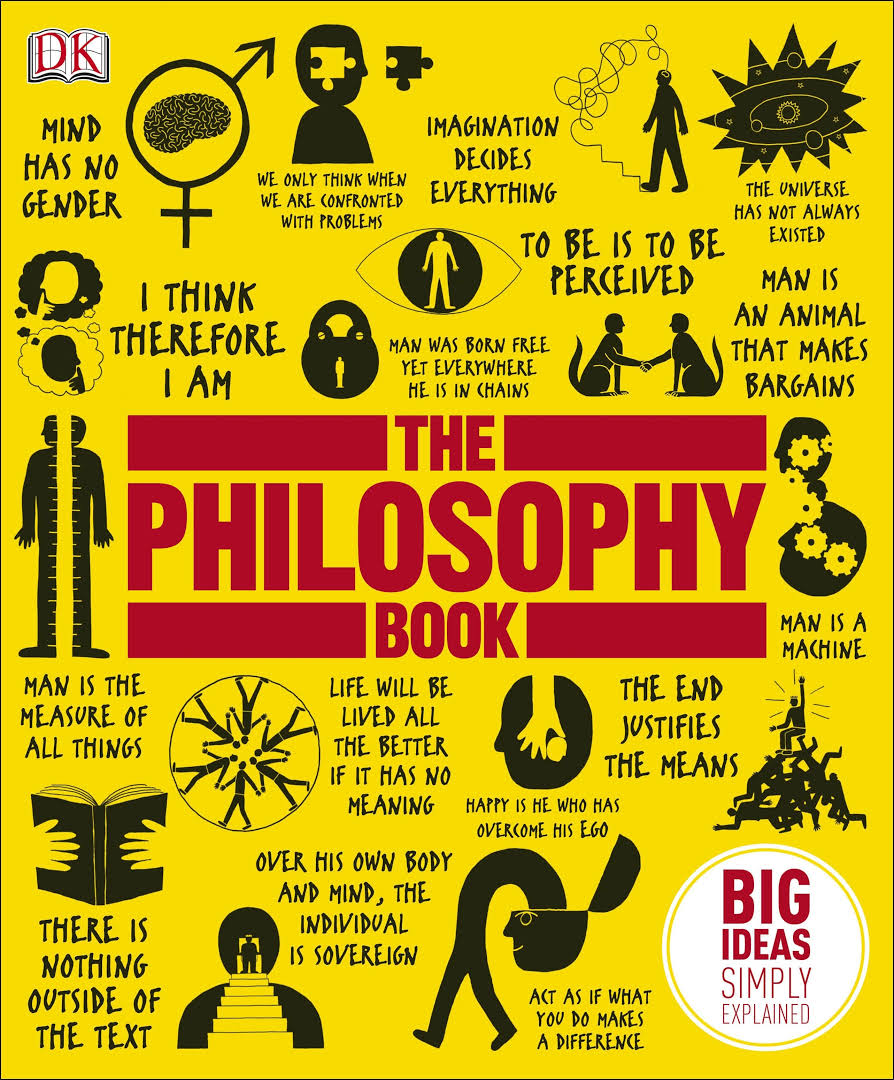 DK
MIND
HAS NO
GENDER
WE ONLY THINK WHEN
WE ARE CONFRONTED
WITH PROBLEMS
IMAGINATION
DECIDES
EVERYTHING
THE UNIVERSE
HAS NOT ALWAYS
EXISTED
I THINK
THEREFORE
I AM
TO BE IS TO BE
PERCEIVED
MAN WAS BORN FREE
YET EVERYWHERE
HE IS IN CHAINS
MAN IS
AN ANIMAL
THAT MAKES
BARGAINS
THE
PHILOSOPHY
BOOK
MAN IS A
MACHINE
MAN IS THE
MEASURE OF
ALL THINGS
LIFE WILL BE
LIVED ALL
THE BETTER
IF IT HAS NO
MEANING
HAPPY IS HE WHO HAS
OVERCOME HIS EGO
THE END
JUSTIFIES
THE MEANS
THERE IS
NOTHING
OUTSIDE OF
THE TEXT
OVER HIS OWN BODY
AND MIND, THE
INDIVIDUAL
IS SOVEREIGN
ACT AS IF WHAT
YOU DO MAKES
A DIFFERENCE
BIG
IDEAS
SIMPLY
EXPLAINED